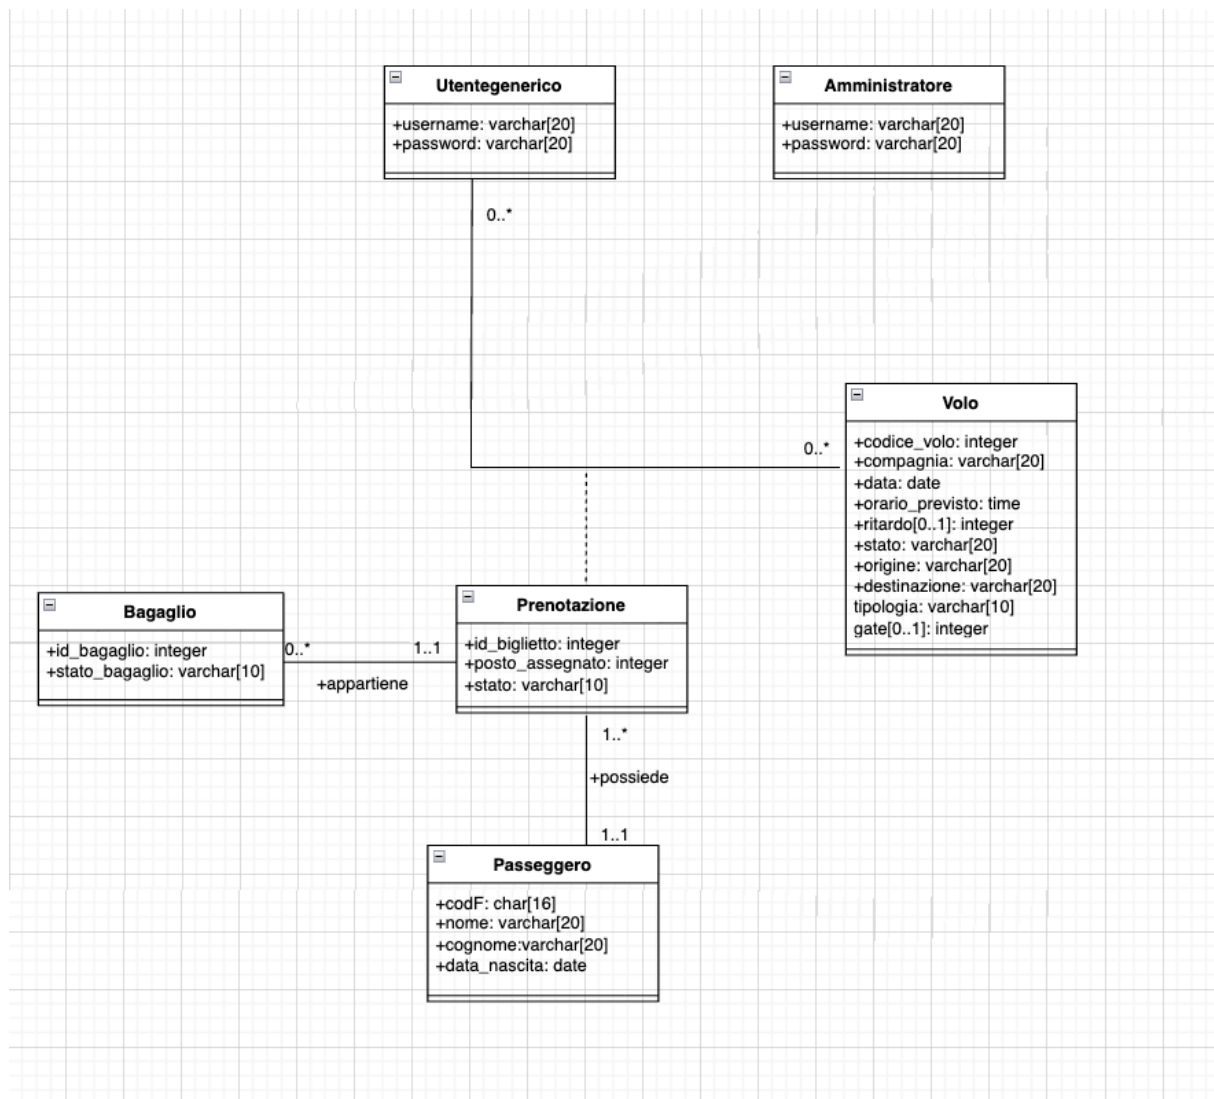 Utentegenerico
+username: varchar[20]
+password: varchar[20]
Amministratore
+username: varchar[20]
+password: varchar[20]
0..*
0..*
Volo
+codice_volo: integer
+compagnia: varchar[20]
+data: date
+orario_previsto: time
+ritardo[0..1]: integer
+stato: varchar[20]
+origine: varchar[20]
+destinazione: varchar[20]
tipologia: varchar[10]
gate[0..1]: integer
Bagaglio
+id_bagaglio: integer
+stato_bagaglio: varchar[10]
0..*
1..1
+appartiene
Prenotazione
+id_biglietto: integer
+posto_assegnato: integer
+stato: varchar[10]
1..*
+possiede
1..1
Passeggero
+codF: char[16]
+nome: varchar[20]
+cognome:varchar[20]
+data_nascita: date